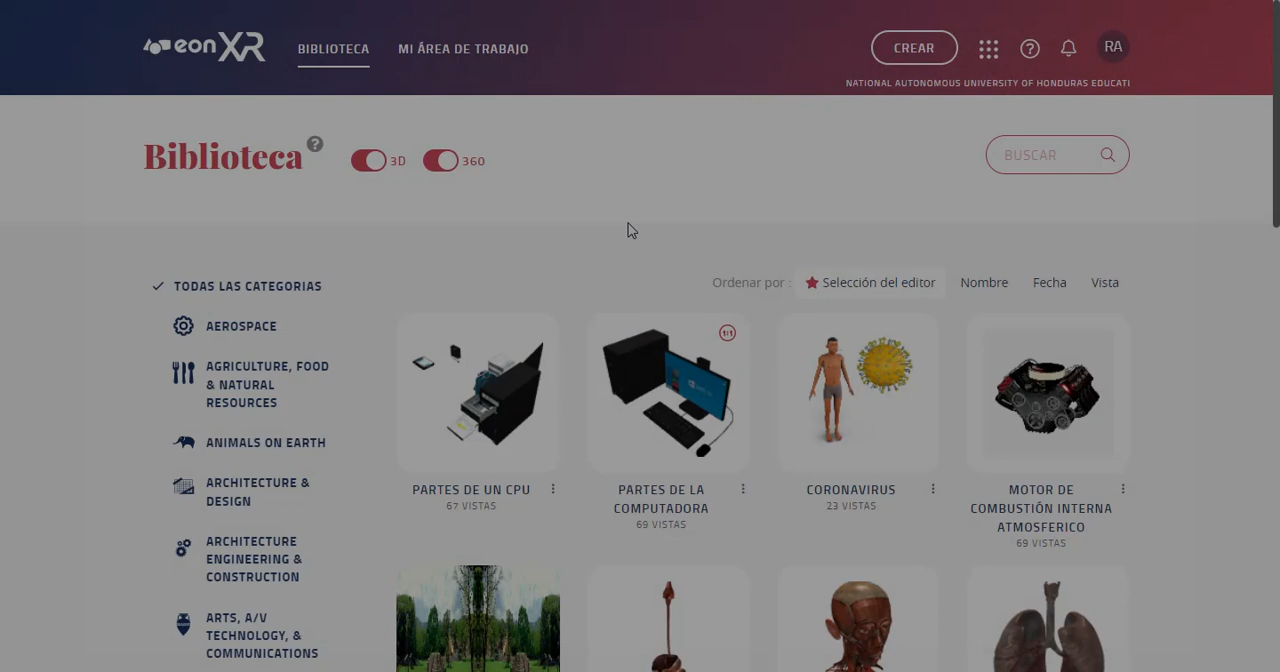 eonXR
BIBLIOTECA
MI ÁREA DE TRABAJO
CREAR
?
RA
NATIONAL AUTONOMOUS UNIVERSITY OF HONDURAS EDUCATI
Biblioteca ?
3D
360
BUSCAR
TODAS LAS CATEGORIAS
Ordenar por :
Selección del editor
Nombre
Fecha
Vista
AEROSPACE
AGRICULTURE, FOOD
& NATURAL
RESOURCES
ANIMALS ON EARTH
ARCHITECTURE &
DESIGN
ARCHITECTURE
ENGINEERING &
CONSTRUCTION
ARTS, A/V
TECHNOLOGY, &
COMMUNICATIONS
1:1
PARTES DE UN CPU
67 VISTAS
PARTES DE LA
COMPUTADORA
69 VISTAS
CORONAVIRUS
23 VISTAS
MOTOR DE
COMBUSTIÓN INTERNA
ATMOSFERICO
69 VISTAS